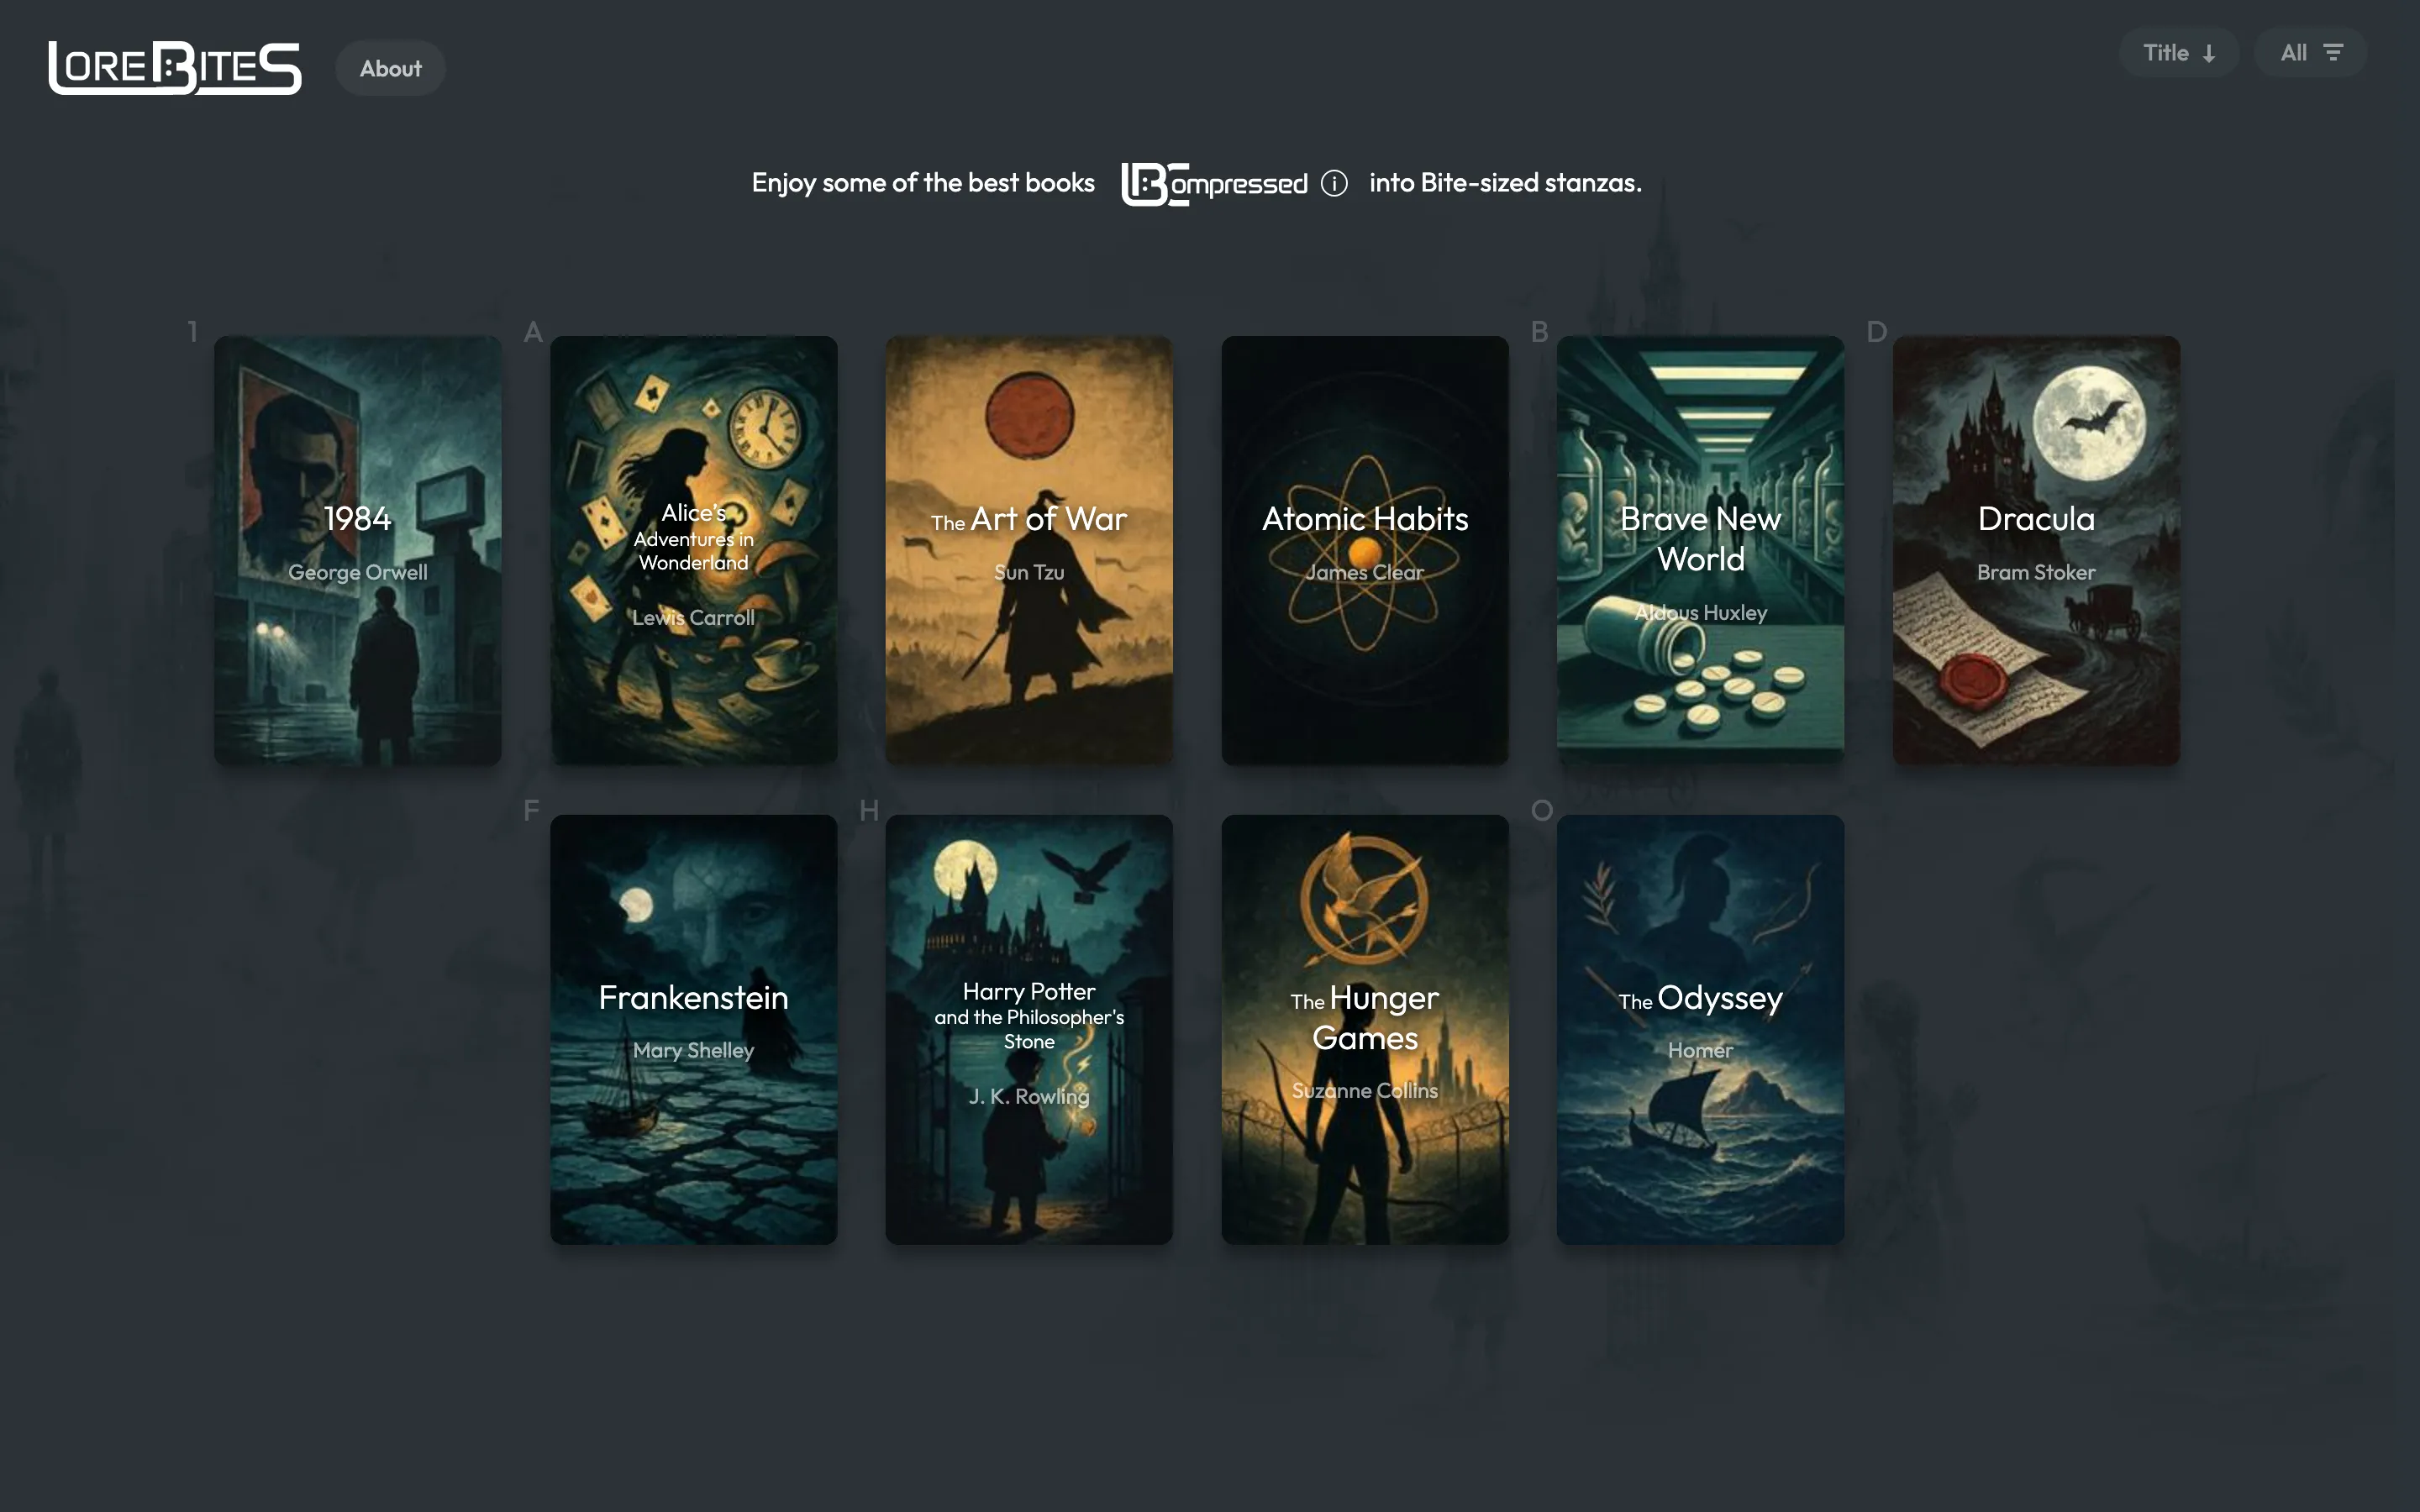 LOREBITES
About
Title ↓
All
Enjoy some of the best books LBCompressed ⓘ into Bite-sized stanzas.
1
A
B
D
1984
George Orwell
Alice's
Adventures in
Wonderland
Lewis Carroll
The Art of War
Sun Tzu
Atomic Habits
James Clear
Brave New
World
Aldous Huxley
Dracula
Bram Stoker
F
H
O
Frankenstein
Mary Shelley
Harry Potter
and the Philosopher's
Stone
J. K. Rowling
The Hunger
Games
Suzanne Collins
The Odyssey
Homer